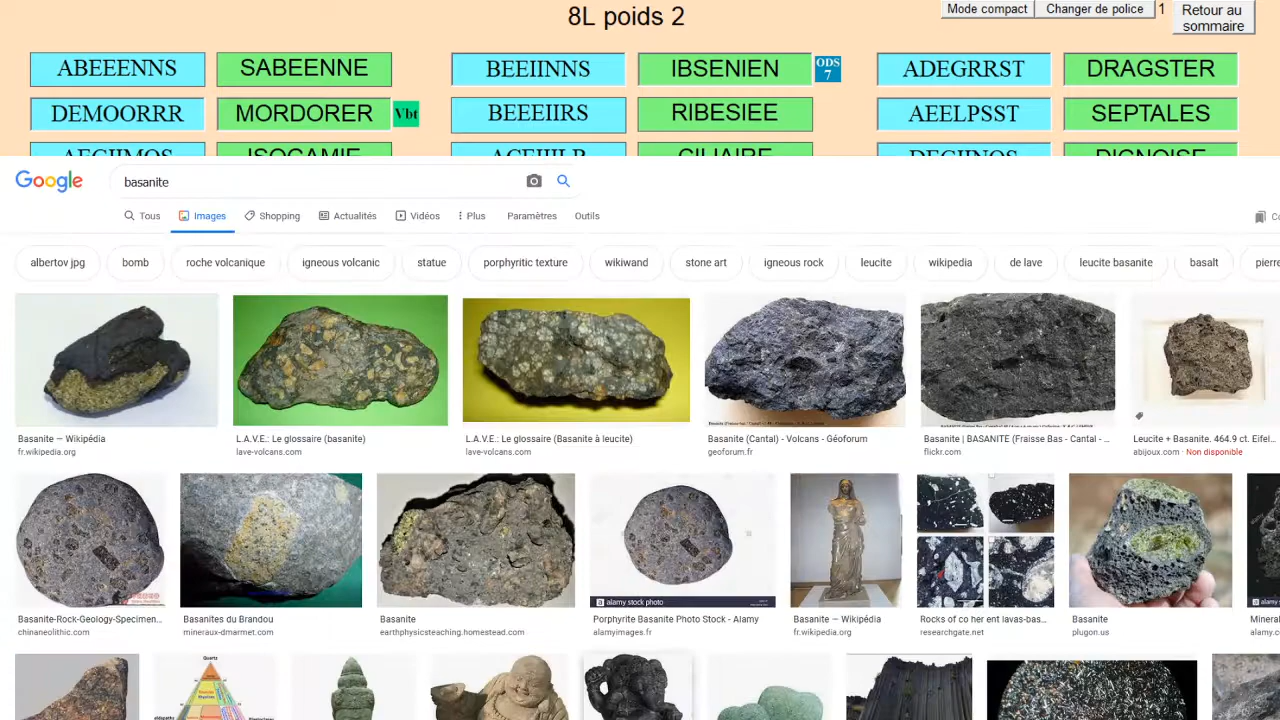 8L poids 2
Mode compact
Changer de police
1
Retour au
sommaire
ABEEENNS
SABEENNE
BEEIINNS
IBSENIEN
ODS
7
ADEGRRST
DRAGSTER
DEMOORRR
MORDORER
Vbt
BEEEIIRS
RIBESIEE
AEELPSST
SEPTALES
ISOGAMIE
CILIAIRE
Google
basanite
Tous
Images
Shopping
Actualités
Vidéos
Plus
Paramètres
Outils
albertov jpg
bomb
roche volcanique
igneous volcanic
statue
porphyritic texture
wikiwand
stone art
igneous rock
leucite
wikipedia
de lave
leucite basanite
basalt
pierre
Basanite — Wikipédia
fr.wikipedia.org
L.A.V.E.: Le glossaire (basanite)
lave-volcans.com
L.A.V.E.: Le glossaire (Basanite à leucite)
lave-volcans.com
Basanite (Cantal) - Volcans - Géoforum
geoforum.fr
Basanite | BASANITE (Fraisse Bas - Cantal - ...
flickr.com
Leucite + Basanite. 464.9 ct. Eifel...
abijoux.com · Non disponible
a alamy stock photo
Basanite-Rock-Geology-Specimen...
chinaneolithic.com
Basanites du Brandou
mineraux-dmarmet.com
Basanite
earthphysicsteaching.homestead.com
Porphyrite Basanite Photo Stock - Alamy
alamyimages.fr
Basanite — Wikipédia
fr.wikipedia.org
Rocks of co her ent lavas-bas...
researchgate.net
Basanite
plugon.us
Mineral
alamy.c
Quartz